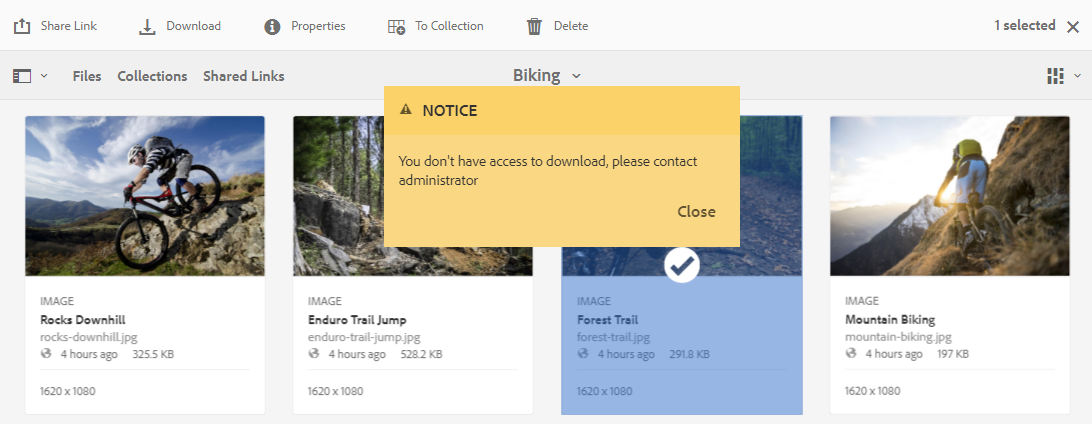 Share Link Download Properties To Collection Delete 1 selected
Files Collections Shared Links Biking
NOTICE
You don't have access to download, please contact
administrator
Close
IMAGE
Rocks Downhill
rocks-downhill.jpg
4 hours ago 325.5 KB
1620 x 1080
IMAGE
Enduro Trail Jump
enduro-trail-jump.jpg
4 hours ago 528.2 KB
1620 x 1080
IMAGE
Forest Trail
forest-trail.jpg
4 hours ago 291.8 KB
1620 x 1080
IMAGE
Mountain Biking
mountain-biking.jpg
4 hours ago 197 KB
1620 x 1080